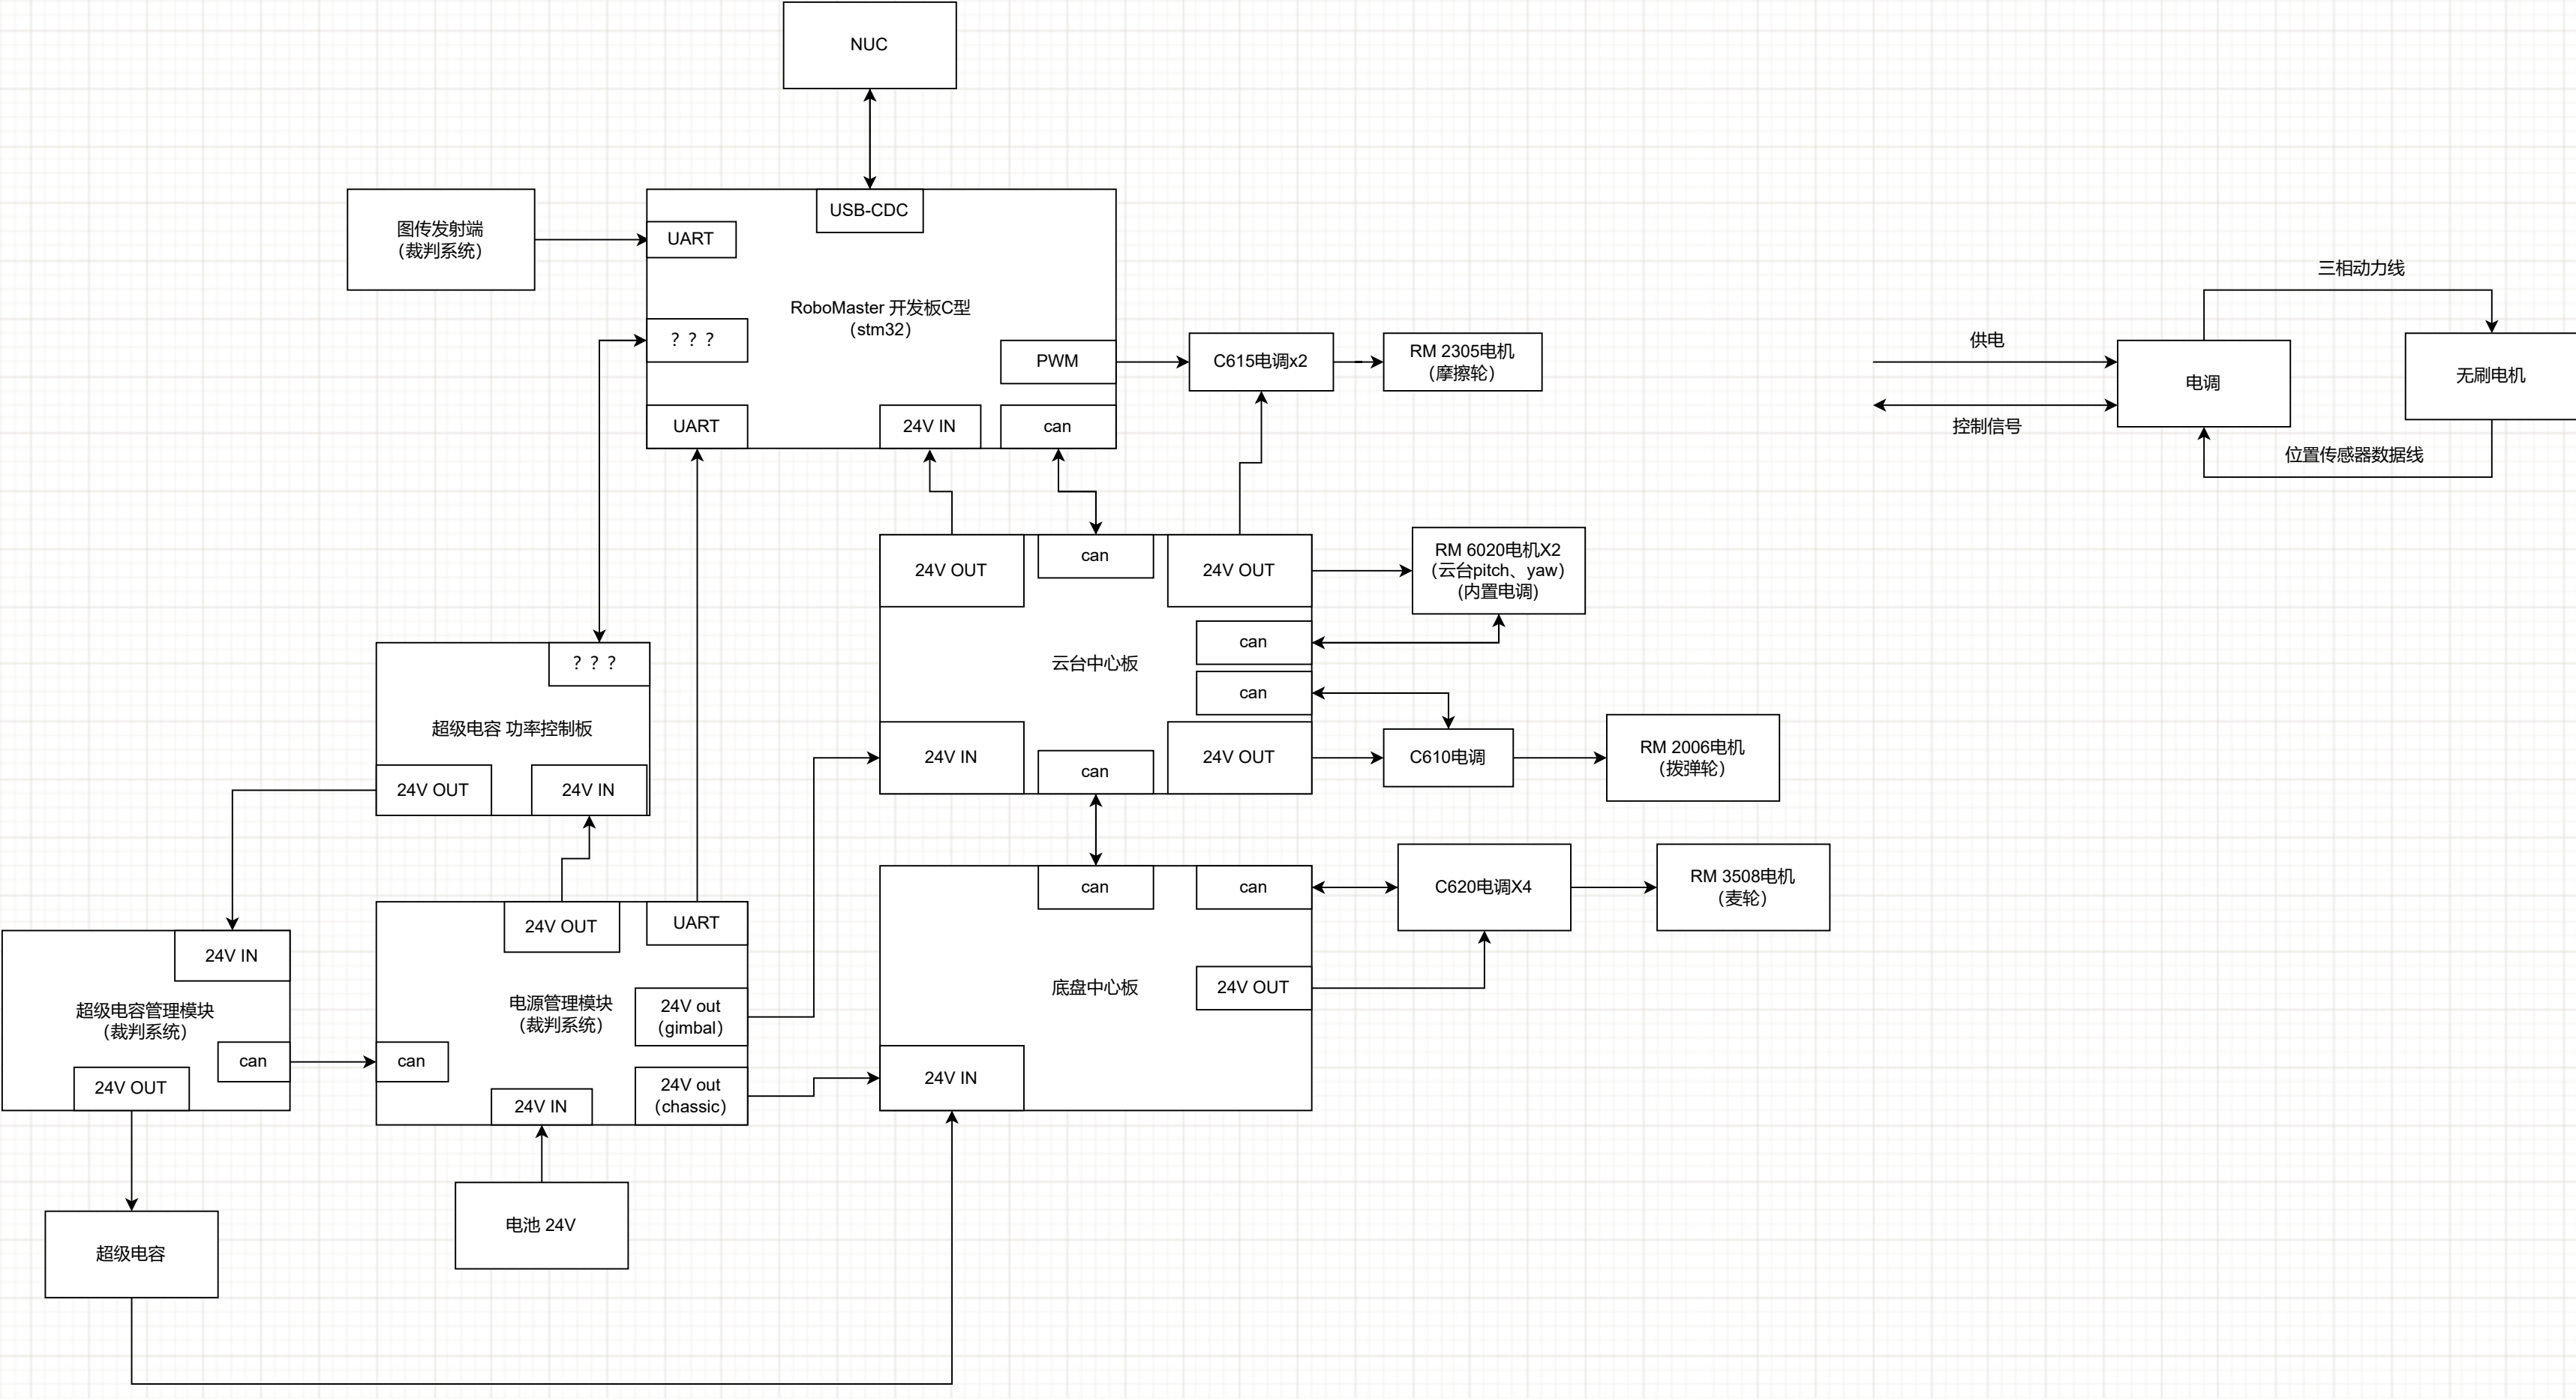 NUC
USB-CDC
图传发射端
（裁判系统）
UART
RoboMaster 开发板C型
（stm32）
？？？
PWM
UART
24V IN
can
C615电调x2
RM 2305电机
（摩擦轮）
三相动力线
供电
电调
无刷电机
控制信号
位置传感器数据线
24V OUT
can
24V OUT
RM 6020电机X2
（云台pitch、yaw）
(内置电调)
can
云台中心板
can
24V IN
can
24V OUT
C610电调
RM 2006电机
（拨弹轮）
？？？
超级电容 功率控制板
24V OUT
24V IN
can
can
C620电调X4
RM 3508电机
（麦轮）
底盘中心板
24V OUT
24V IN
24V OUT
UART
电源管理模块
（裁判系统）
24V out
（gimbal）
can
24V IN
24V out
（chassic）
24V IN
超级电容管理模块
（裁判系统）
can
24V OUT
电池 24V
超级电容